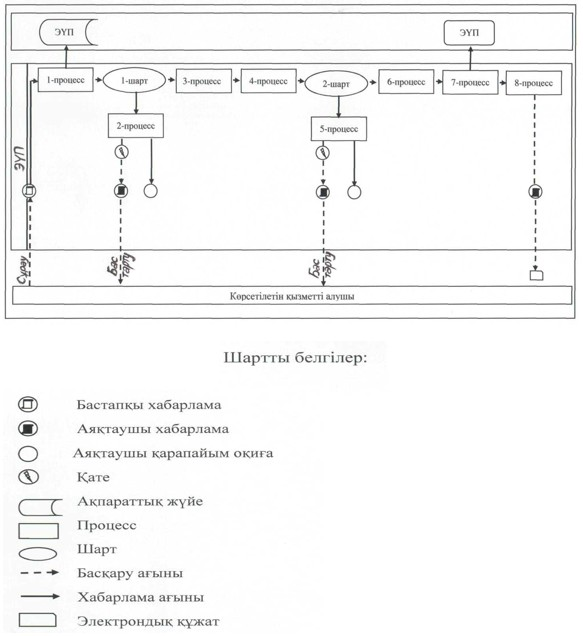 ЭҮП
ЭҮП
1-процесс
1-шарт
3-процесс
4-процесс
2-шарт
6-процесс
7-процесс
8-процесс
2-процесс
5-процесс
ЭҮП
Сұрау
Бас
тарту
Бас
тарту
Көрсетілетін қызметті алушы
Шартты белгілер:
Бастапқы хабарлама
Аяқтаушы хабарлама
Аяқтаушы қарапайым оқиға
Қате
Ақпараттық жүйе
Процесс
Шарт
Басқару ағыны
Хабарлама ағыны
Электрондық құжат